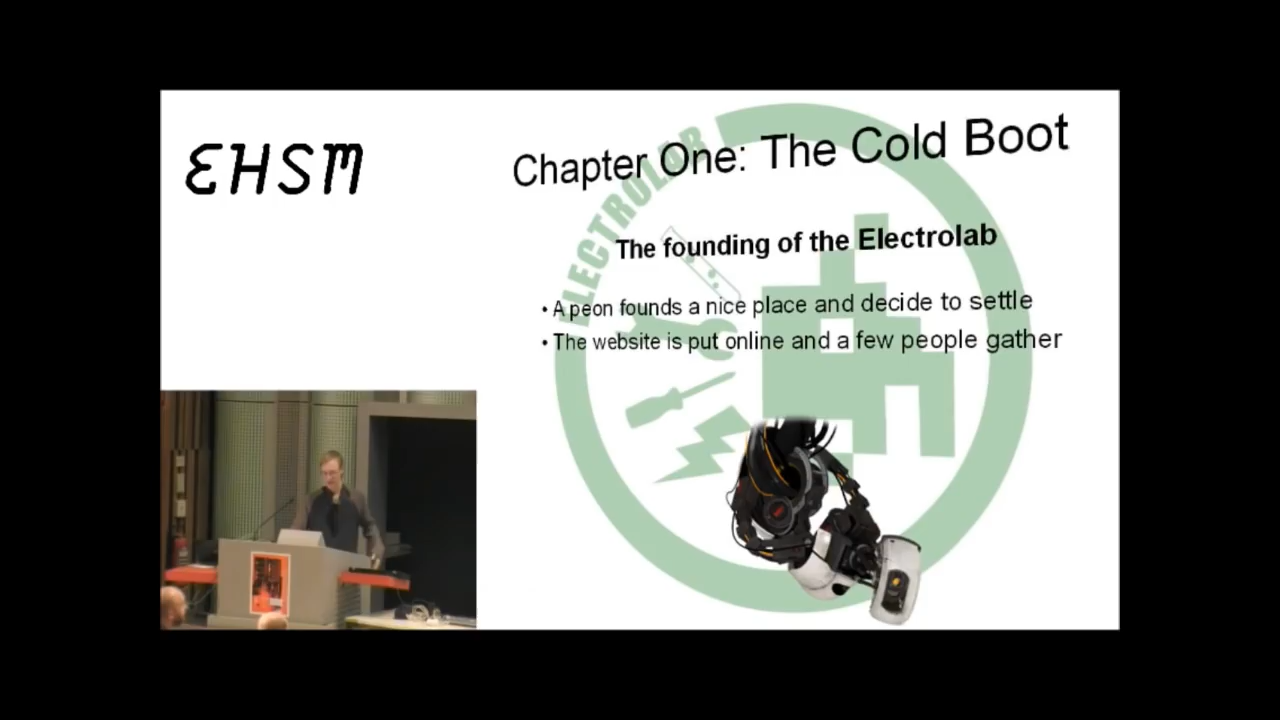 EHSM
Chapter One: The Cold Boot
ELECTROLAB
The founding of the Electrolab
• A peon founds a nice place and decide to settle
• The website is put online and a few people gather